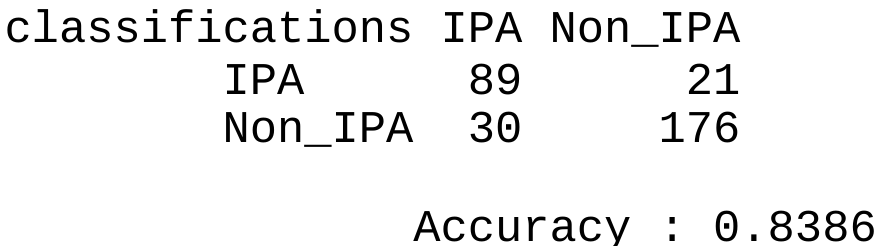 classifications IPA Non_IPA
IPA 89 21
Non_IPA 30 176
Accuracy : 0.8386